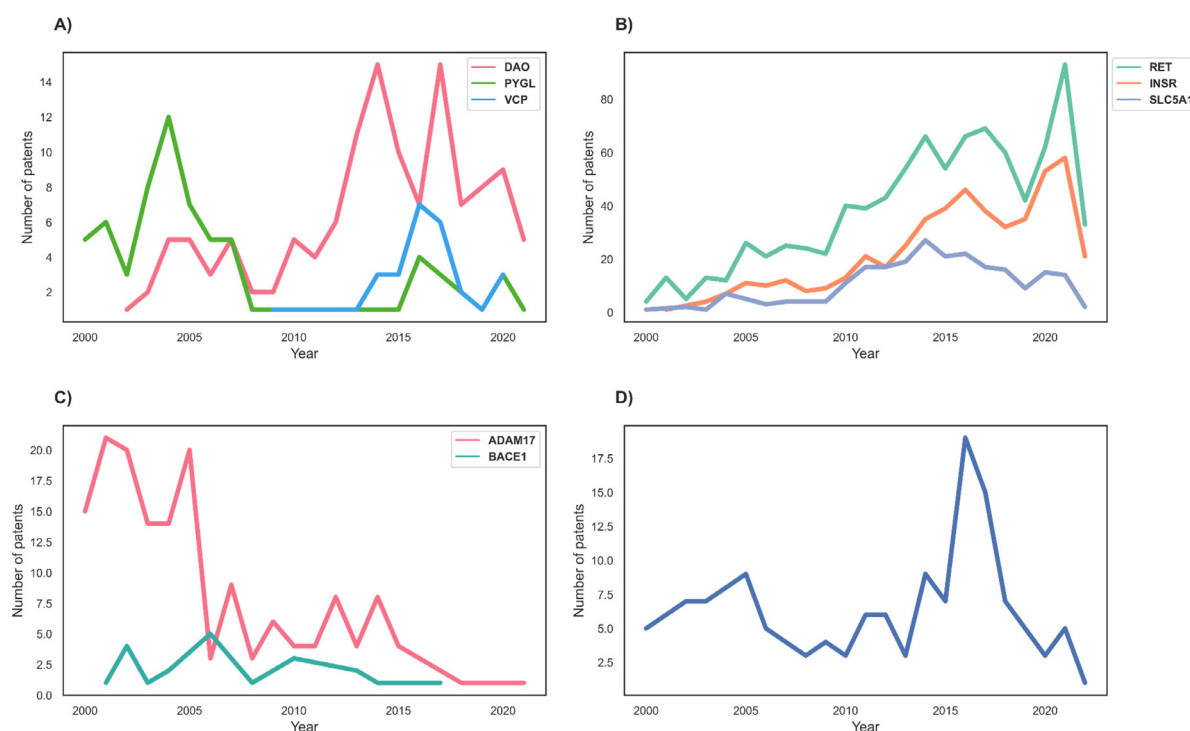 A)
DAO
PYGL
VCP
Number of patents
14
12
10
8
6
4
2
2000 2005 2010 2015 2020
Year
B)
RET
INSR
SLC5A1
Number of patents
80
60
40
20
0
2000 2005 2010 2015 2020
Year
C)
ADAM17
BACE1
Number of patents
20.0
17.5
15.0
12.5
10.0
7.5
5.0
2.5
0.0
2000 2005 2010 2015 2020
Year
D)
Number of patents
17.5
15.0
12.5
10.0
7.5
5.0
2.5
2000 2005 2010 2015 2020
Year